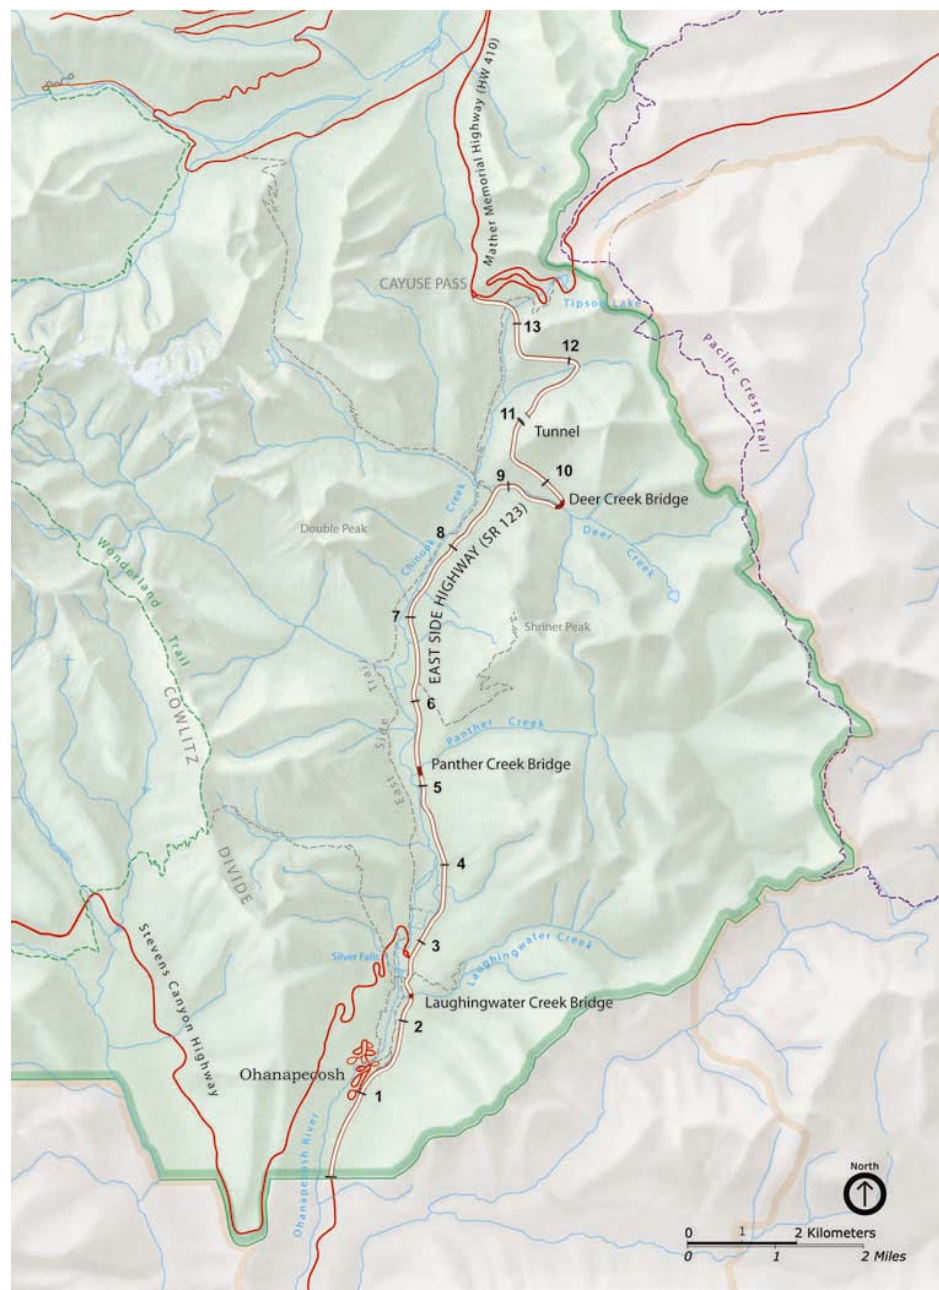 Mather Memorial Highway (HW 410)
CAYUSE PASS
Tipsoo Lake
13
12
Pacific Crest Trail
11
Tunnel
10
9
Deer Creek Bridge
Chinook Creek
Double Peak
8
Deer Creek
EAST SIDE HIGHWAY (SR 123)
Wonderland Trail
7
Shriner Peak
COWLITZ
DIVIDE
East Side Trail
6
Panther Creek
Panther Creek Bridge
5
4
3
Silver Falls
Laughingwater Creek
Stevens Canyon Highway
Laughingwater Creek Bridge
2
Ohanapecosh
1
Ohanapecosh River
North
0 1 2 Kilometers
0 1 2 Miles